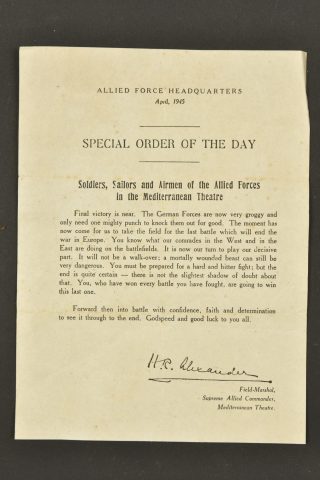 ALLIED FORCE HEADQUARTERS
April, 1945
SPECIAL ORDER OF THE DAY
Soldiers, Sailors and Airmen of the Allied Forces
in the Mediterranean Theatre
Final victory is near. The German Forces are now very groggy and
only need one mighty punch to knock them out for good. The moment has
now come for us to take the field for the last battle which will end the
war in Europe. You know what our comrades in the West and in the
East are doing on the battlefields. It is now our turn to play our decisive
part. It will not be a walk-over; a mortally wounded beast can still be
very dangerous. You must be prepared for a hard and bitter fight; but the
end is quite certain — there is not the slightest shadow of doubt about
that. You, who have won every battle you have fought, are going to win
this last one.
Forward then into battle with confidence, faith and determination
to see it through to the end. Godspeed and good luck to you all.
H.R. Alexander
Field-Marshal,
Supreme Allied Commander,
Mediterranean Theatre.